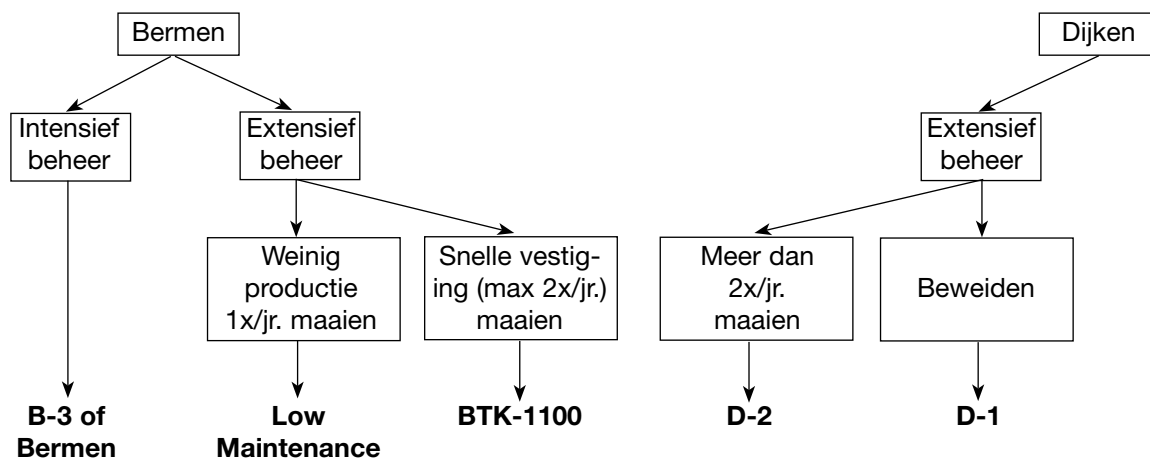 Bermen
Dijken
Intensief
beheer
Extensief
beheer
Extensief
beheer
Weinig
productie
1x/jr. maaien
Snelle vestig-
ing (max 2x/jr.)
maaien
Meer dan
2x/jr.
maaien
Beweiden
B-3 of
Bermen
Low
Maintenance
BTK-1100
D-2
D-1